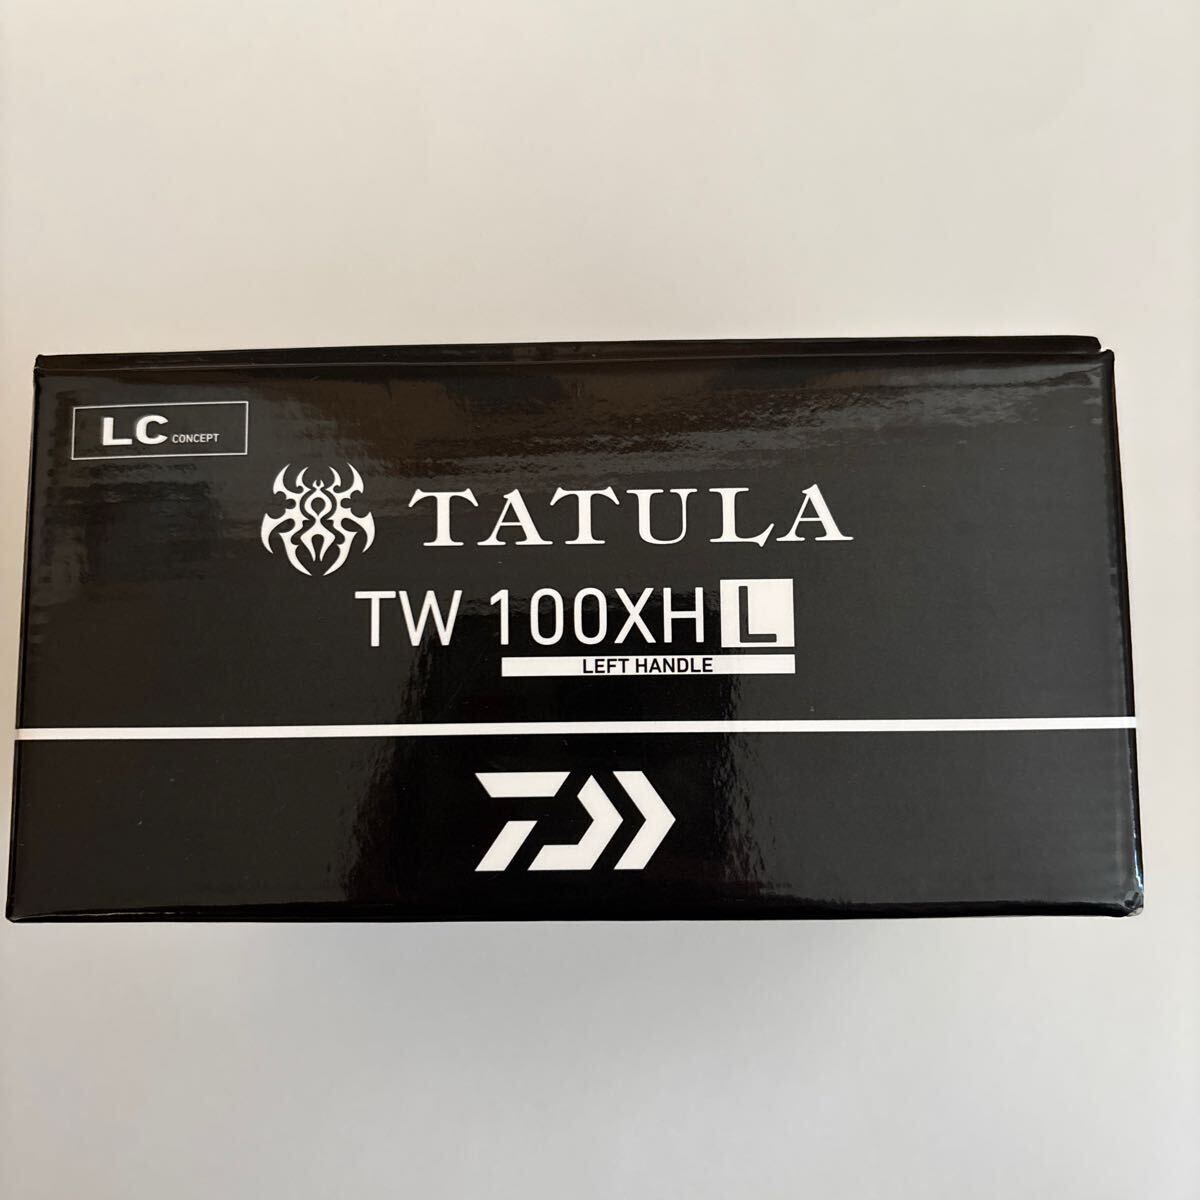 LC CONCEPT
TATULA
TW 100XH L
LEFT HANDLE